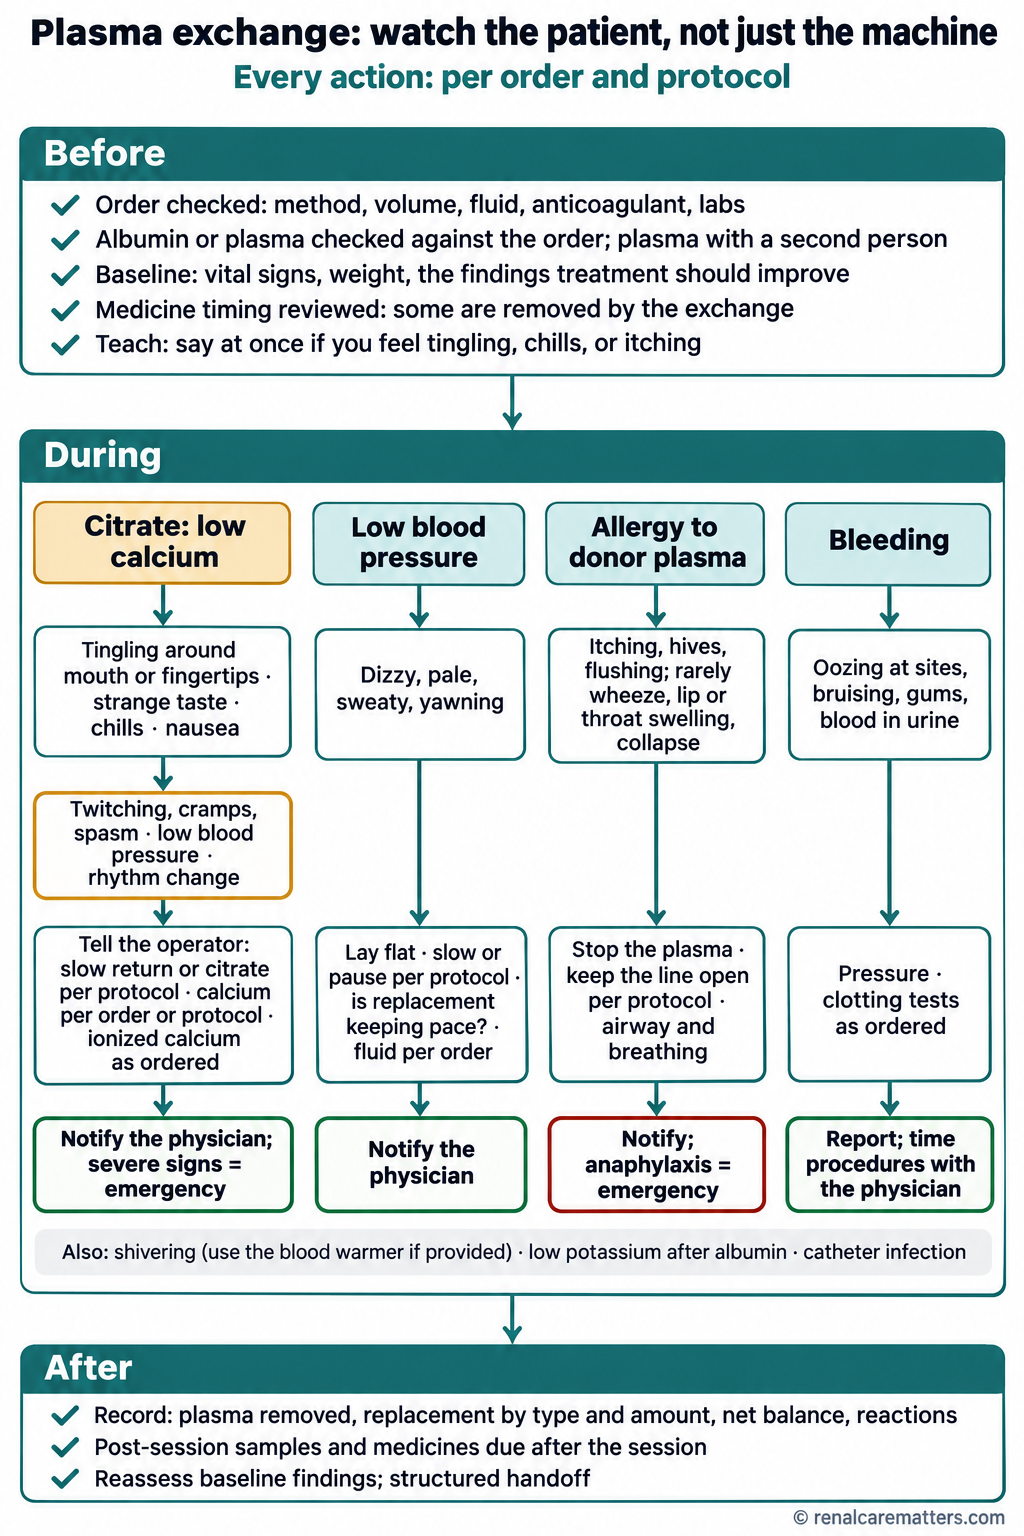 Plasma exchange: watch the patient, not just the machine
Every action: per order and protocol
Before
Order checked: method, volume, fluid, anticoagulant, labs
Albumin or plasma checked against the order; plasma with a second person
Baseline: vital signs, weight, the findings treatment should improve
Medicine timing reviewed: some are removed by the exchange
Teach: say at once if you feel tingling, chills, or itching
During
Citrate: low
calcium
Tingling around
mouth or fingertips ·
strange taste ·
chills · nausea
Twitching, cramps,
spasm · low blood
pressure ·
rhythm change
Tell the operator:
slow return or citrate
per protocol · calcium
per order or protocol ·
ionized calcium
as ordered
Notify the physician;
severe signs =
emergency
Low blood
pressure
Dizzy, pale,
sweaty, yawning
Lay flat · slow or
pause per protocol ·
is replacement
keeping pace? ·
fluid per order
Notify the
physician
Allergy to
donor plasma
Itching, hives,
flushing; rarely
wheeze, lip or
throat swelling,
collapse
Stop the plasma ·
keep the line open
per protocol ·
airway and
breathing
Notify;
anaphylaxis =
emergency
Bleeding
Oozing at sites,
bruising, gums,
blood in urine
Pressure ·
clotting tests
as ordered
Report; time
procedures with
the physician
Also: shivering (use the blood warmer if provided) · low potassium after albumin · catheter infection
After
Record: plasma removed, replacement by type and amount, net balance, reactions
Post-session samples and medicines due after the session
Reassess baseline findings; structured handoff
© renalcarematters.com